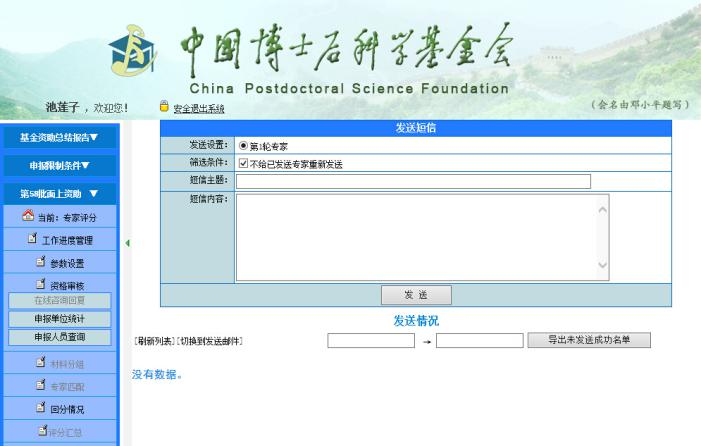 中国博士后科学基金会
China Postdoctoral Science Foundation
池莲子 ，欢迎您!
安全退出系统
(会名由邓小平题写)
基金资助总结报告▼
申报限制条件▼
第58批面上资助 ▼
当前: 专家评分
工作进度管理
参数设置
资格审核
在线咨询回复
申报单位统计
申报人员查询
材料分组
专家匹配
回分情况
评分汇总
发送短信
发送设置: 第1轮专家
筛选条件: 不给已发送专家重新发送
短信主题:
短信内容:
发 送
发送情况
[刷新列表][切换到发送邮件] → 导出未发送成功名单
没有数据。